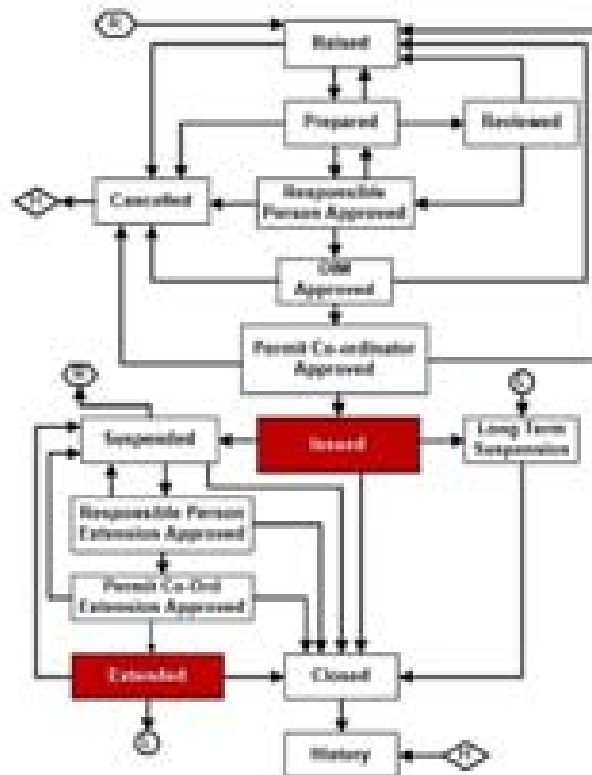 R
Raised
Prepared
Reviewed
Cancelled
H
Responsible
Person Approved
OIM
Approved
Permit Co-ordinator
Approved
R
Suspended
Issued
Long Term
Suspension
Responsible Person
Extension Approved
Permit Co-Ord
Extension Approved
Extended
Closed
History
H